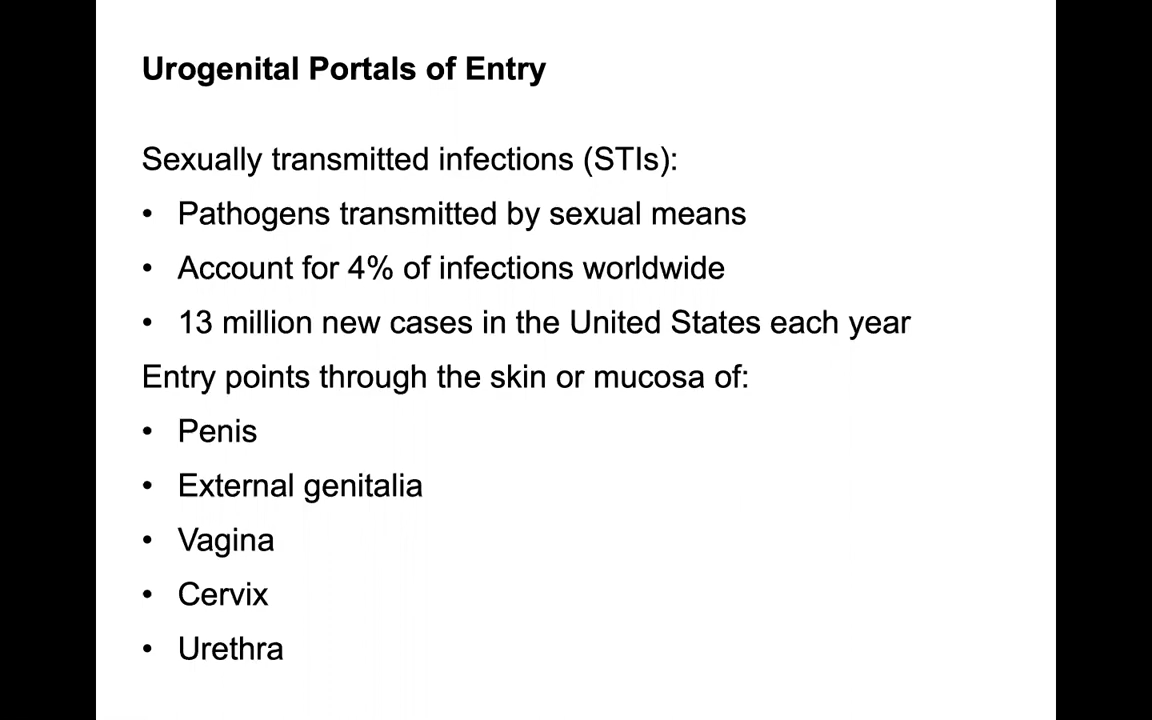 Urogenital Portals of Entry
Sexually transmitted infections (STIs):
• Pathogens transmitted by sexual means
• Account for 4% of infections worldwide
• 13 million new cases in the United States each year
Entry points through the skin or mucosa of:
• Penis
• External genitalia
• Vagina
• Cervix
• Urethra